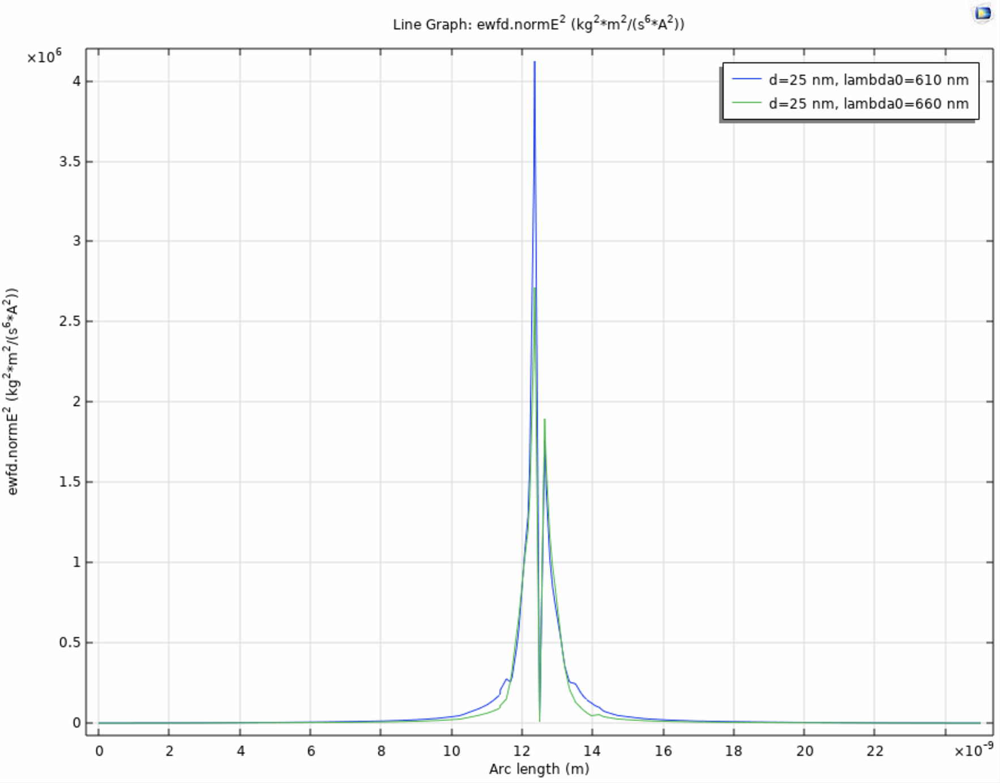 Line Graph: ewfd.normE² (kg²*m²/(s⁶*A²))
×10⁶
d=25 nm, lambda0=610 nm
d=25 nm, lambda0=660 nm
4
3.5
3
2.5
2
1.5
1
0.5
0
ewfd.normE² (kg²*m²/(s⁶*A²))
0 2 4 6 8 10 12 14 16 18 20 22 ×10⁻⁹
Arc length (m)